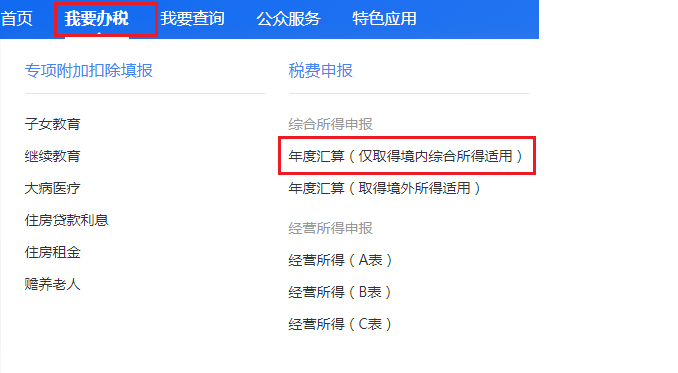 首页 我要办税 我要查询 公众服务 特色应用
专项附加扣除填报
子女教育
继续教育
大病医疗
住房贷款利息
住房租金
赡养老人
税费申报
综合所得申报
年度汇算（仅取得境内综合所得适用）
年度汇算（取得境外所得适用）
经营所得申报
经营所得（A表）
经营所得（B表）
经营所得（C表）